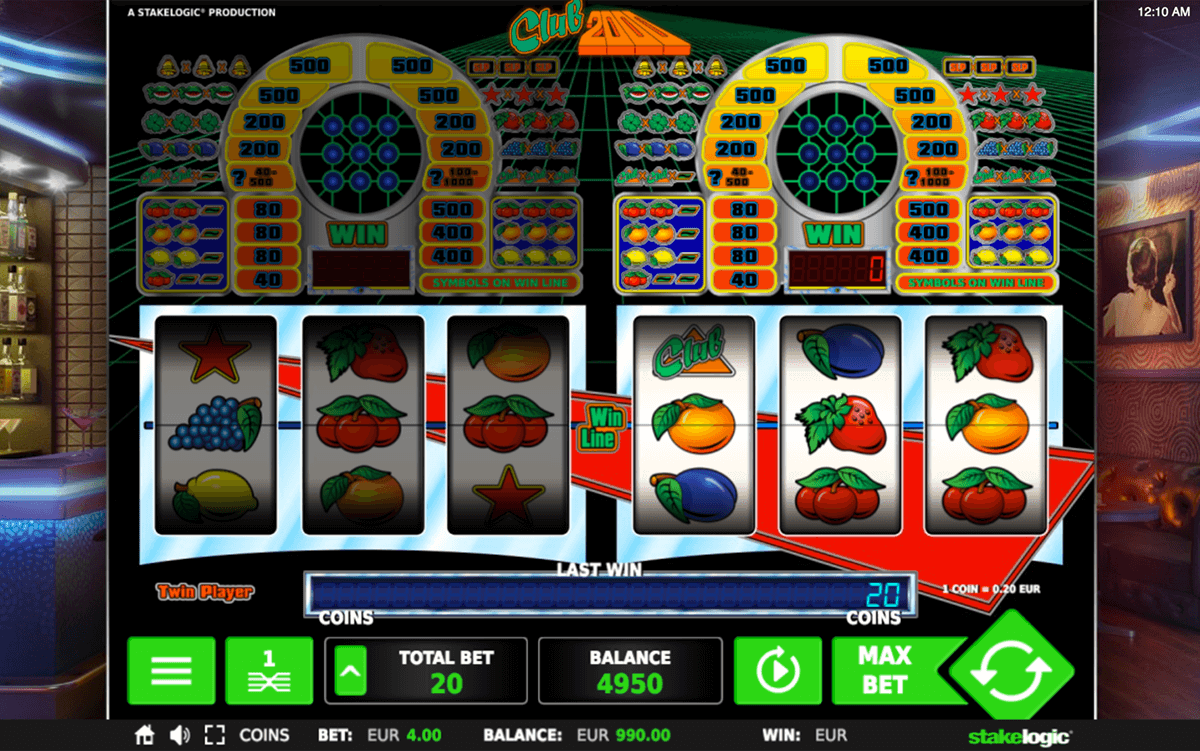 A STAKELOGIC® PRODUCTION
Club 2000
12:10 AM
500 500
500 500
200 200
200 200
? 40-500 ? 100-1000
80 500
80 400
80 400
40
WIN
SYMBOLS ON WIN LINE
500 500
500 500
200 200
200 200
? 40-500 ? 100-1000
80 500
80 400
80 400
40
WIN
0
SYMBOLS ON WIN LINE
Club
Win
Line
LAST WIN
Twin Player
20
1 COIN = 0.20 EUR
COINS COINS
1
TOTAL BET
20
BALANCE
4950
MAX
BET
COINS BET: EUR 4.00 BALANCE: EUR 990.00 WIN: EUR
stakelogic®